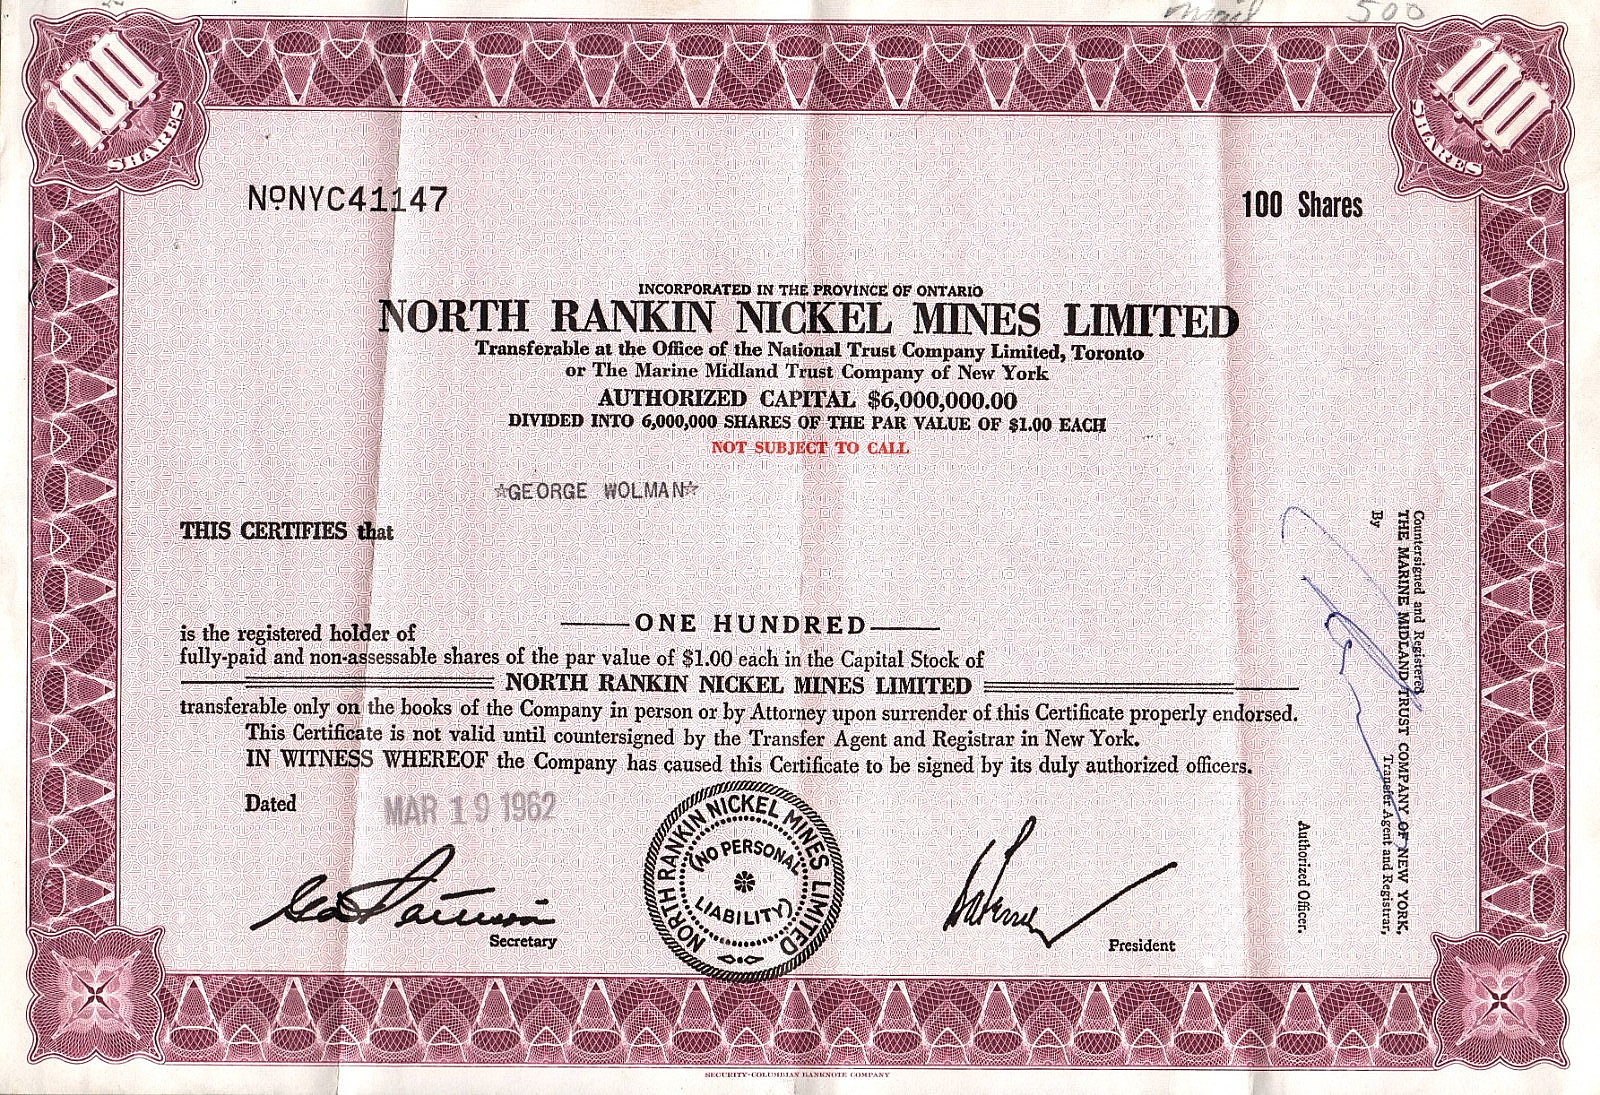 mail 500
100 SHARES
100 SHARES
NoNYC41147
100 Shares
INCORPORATED IN THE PROVINCE OF ONTARIO
NORTH RANKIN NICKEL MINES LIMITED
Transferable at the Office of the National Trust Company Limited, Toronto
or The Marine Midland Trust Company of New York
AUTHORIZED CAPITAL $6,000,000.00
DIVIDED INTO 6,000,000 SHARES OF THE PAR VALUE OF $1.00 EACH
NOT SUBJECT TO CALL
☆GEORGE WOLMAN☆
THIS CERTIFIES that
ONE HUNDRED
is the registered holder of
fully-paid and non-assessable shares of the par value of $1.00 each in the Capital Stock of
NORTH RANKIN NICKEL MINES LIMITED
transferable only on the books of the Company in person or by Attorney upon surrender of this Certificate properly endorsed.
This Certificate is not valid until countersigned by the Transfer Agent and Registrar in New York.
IN WITNESS WHEREOF the Company has caused this Certificate to be signed by its duly authorized officers.
Dated MAR 19 1962
Secretary
NORTH RANKIN NICKEL MINES LIMITED
(NO PERSONAL
LIABILITY)
President
Countersigned and Registered
THE MARINE MIDLAND TRUST COMPANY OF NEW YORK,
Transfer Agent and Registrar,
By
Authorized Officer.
SECURITY-COLUMBIAN BANKNOTE COMPANY